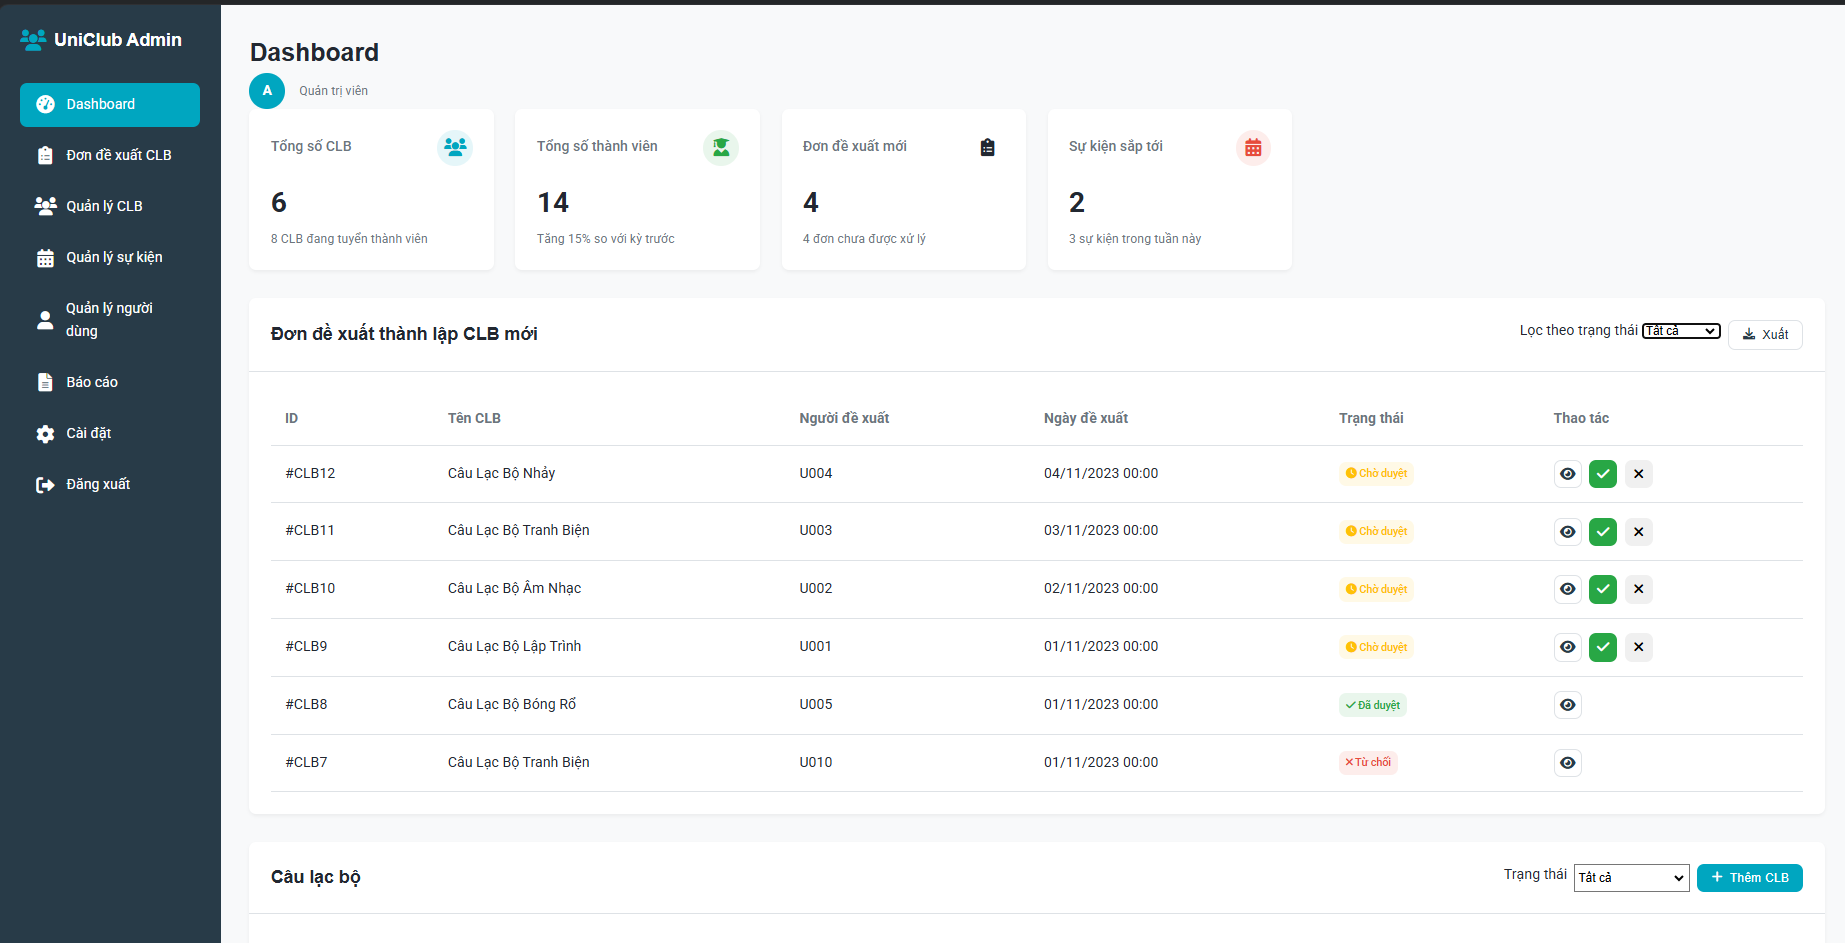 UniClub Admin
Dashboard
Đơn đề xuất CLB
Quản lý CLB
Quản lý sự kiện
Quản lý người
dùng
Báo cáo
Cài đặt
Đăng xuất
Dashboard
A Quản trị viên
Tổng số CLB
6
8 CLB đang tuyển thành viên
Tổng số thành viên
14
Tăng 15% so với kỳ trước
Đơn đề xuất mới
4
4 đơn chưa được xử lý
Sự kiện sắp tới
2
3 sự kiện trong tuần này
Đơn đề xuất thành lập CLB mới
Lọc theo trạng thái Tất cả Xuất
ID Tên CLB Người đề xuất Ngày đề xuất Trạng thái Thao tác
#CLB12 Câu Lạc Bộ Nhảy U004 04/11/2023 00:00 Chờ duyệt
#CLB11 Câu Lạc Bộ Tranh Biện U003 03/11/2023 00:00 Chờ duyệt
#CLB10 Câu Lạc Bộ Âm Nhạc U002 02/11/2023 00:00 Chờ duyệt
#CLB9 Câu Lạc Bộ Lập Trình U001 01/11/2023 00:00 Chờ duyệt
#CLB8 Câu Lạc Bộ Bóng Rổ U005 01/11/2023 00:00 Đã duyệt
#CLB7 Câu Lạc Bộ Tranh Biện U010 01/11/2023 00:00 Từ chối
Câu lạc bộ
Trạng thái Tất cả + Thêm CLB